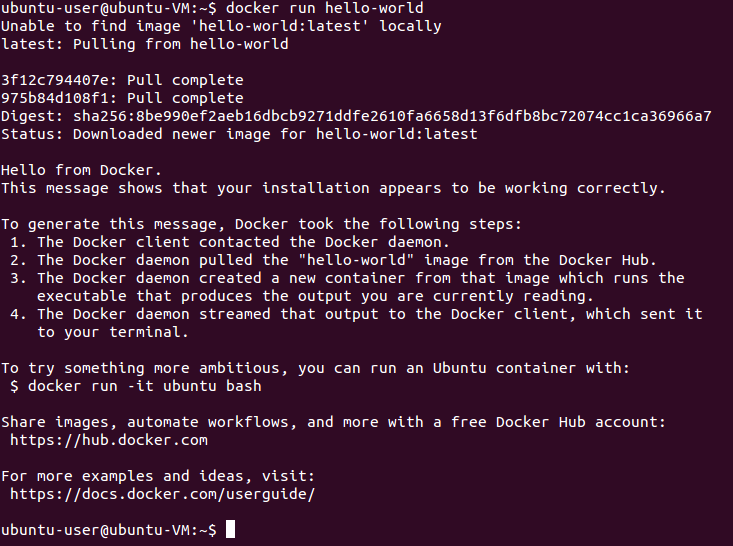 ubuntu-user@ubuntu-VM:~$ docker run hello-world
Unable to find image 'hello-world:latest' locally
latest: Pulling from hello-world
3f12c794407e: Pull complete
975b84d108f1: Pull complete
Digest: sha256:8be990ef2aeb16dbcb9271ddfe2610fa6658d13f6dfb8bc72074cc1ca36966a7
Status: Downloaded newer image for hello-world:latest
Hello from Docker.
This message shows that your installation appears to be working correctly.
To generate this message, Docker took the following steps:
1. The Docker client contacted the Docker daemon.
2. The Docker daemon pulled the "hello-world" image from the Docker Hub.
3. The Docker daemon created a new container from that image which runs the
executable that produces the output you are currently reading.
4. The Docker daemon streamed that output to the Docker client, which sent it
to your terminal.
To try something more ambitious, you can run an Ubuntu container with:
$ docker run -it ubuntu bash
Share images, automate workflows, and more with a free Docker Hub account:
https://hub.docker.com
For more examples and ideas, visit:
https://docs.docker.com/userguide/
ubuntu-user@ubuntu-VM:~$